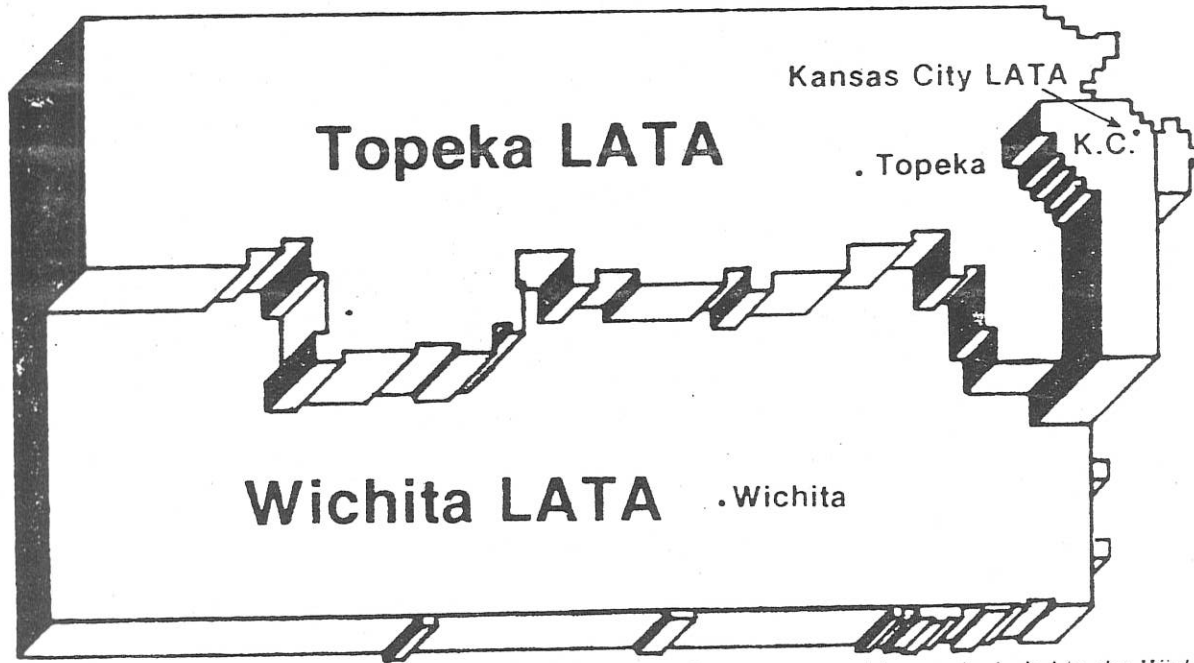 Kansas City LATA
Topeka LATA
K.C.
Topeka
Wichita LATA
Wichita